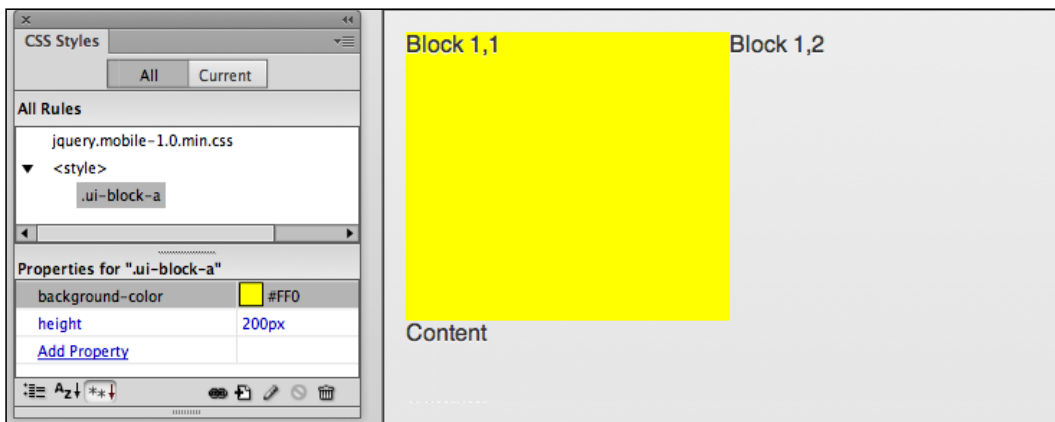 CSS Styles
All Current
All Rules
jquery.mobile-1.0.min.css
<style>
.ui-block-a
Properties for ".ui-block-a"
background-color #FF0
height 200px
Add Property
Block 1,1 Block 1,2
Content